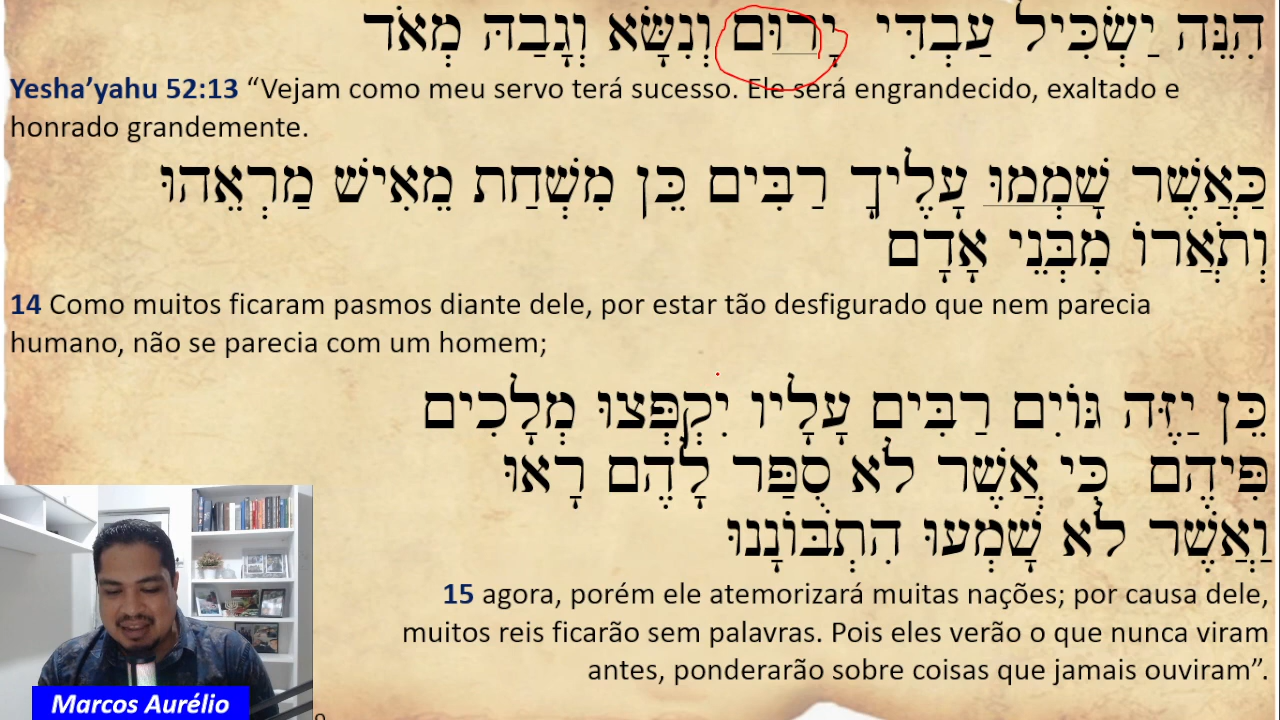 הִנֵּה יַשְׂכִּיל עַבְדִּי יָרוּם וְנִשָּׂא וְגָבַהּ מְאֹד
Yesha’yahu 52:13 “Vejam como meu servo terá sucesso. Ele será engrandecido, exaltado e
honrado grandemente.
כַּאֲשֶׁר שָׁמְמוּ עָלֶיךָ רַבִּים כֵּן מִשְׁחַת מֵאִישׁ מַרְאֵהוּ
וְתֹאֲרוֹ מִבְּנֵי אָדָם
14 Como muitos ficaram pasmos diante dele, por estar tão desfigurado que nem parecia
humano, não se parecia com um homem;
כֵּן יַזֶּה גּוֹיִם רַבִּים עָלָיו יִקְפְּצוּ מְלָכִים
פִּיהֶם כִּי אֲשֶׁר לֹא סֻפַּר לָהֶם רָאוּ
וַאֲשֶׁר לֹא שָׁמְעוּ הִתְבּוֹנָנוּ
15 agora, porém ele atemorizará muitas nações; por causa dele,
muitos reis ficarão sem palavras. Pois eles verão o que nunca viram
antes, ponderarão sobre coisas que jamais ouviram”.
Marcos Aurélio